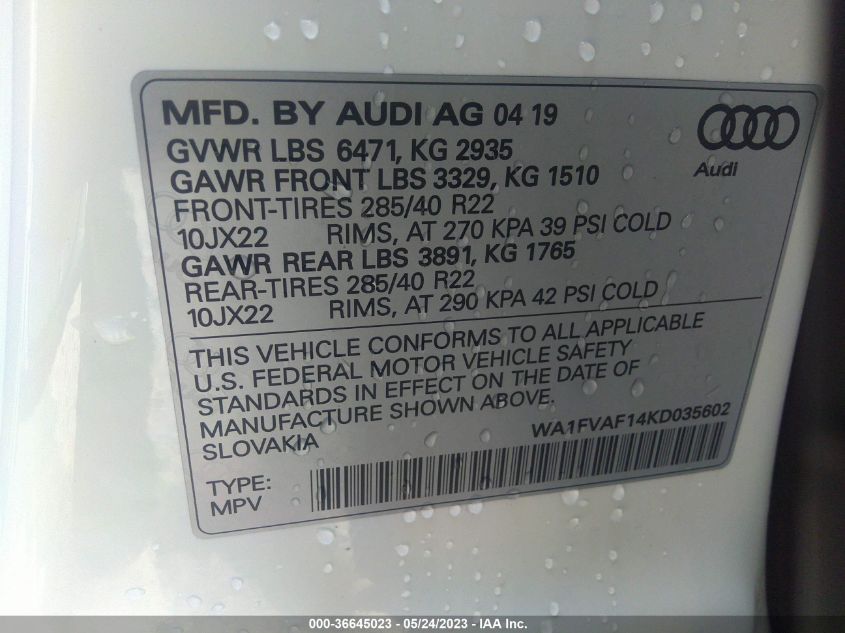 MFD. BY AUDI AG 04 19
Audi
GVWR LBS 6471, KG 2935
GAWR FRONT LBS 3329, KG 1510
FRONT-TIRES 285/40 R22
10JX22 RIMS, AT 270 KPA 39 PSI COLD
GAWR REAR LBS 3891, KG 1765
REAR-TIRES 285/40 R22
10JX22 RIMS, AT 290 KPA 42 PSI COLD
THIS VEHICLE CONFORMS TO ALL APPLICABLE
U.S. FEDERAL MOTOR VEHICLE SAFETY
STANDARDS IN EFFECT ON THE DATE OF
MANUFACTURE SHOWN ABOVE.
SLOVAKIA
WA1FVAF14KD035602
TYPE:
MPV
000-36645023 - 05/24/2023 - IAA Inc.